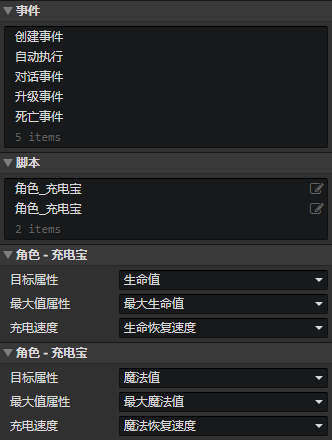 事件
创建事件
自动执行
对话事件
升级事件
死亡事件
5 items
脚本
角色_充电宝
角色_充电宝
2 items
角色 - 充电宝
目标属性 生命值
最大值属性 最大生命值
充电速度 生命恢复速度
角色 - 充电宝
目标属性 魔法值
最大值属性 最大魔法值
充电速度 魔法恢复速度